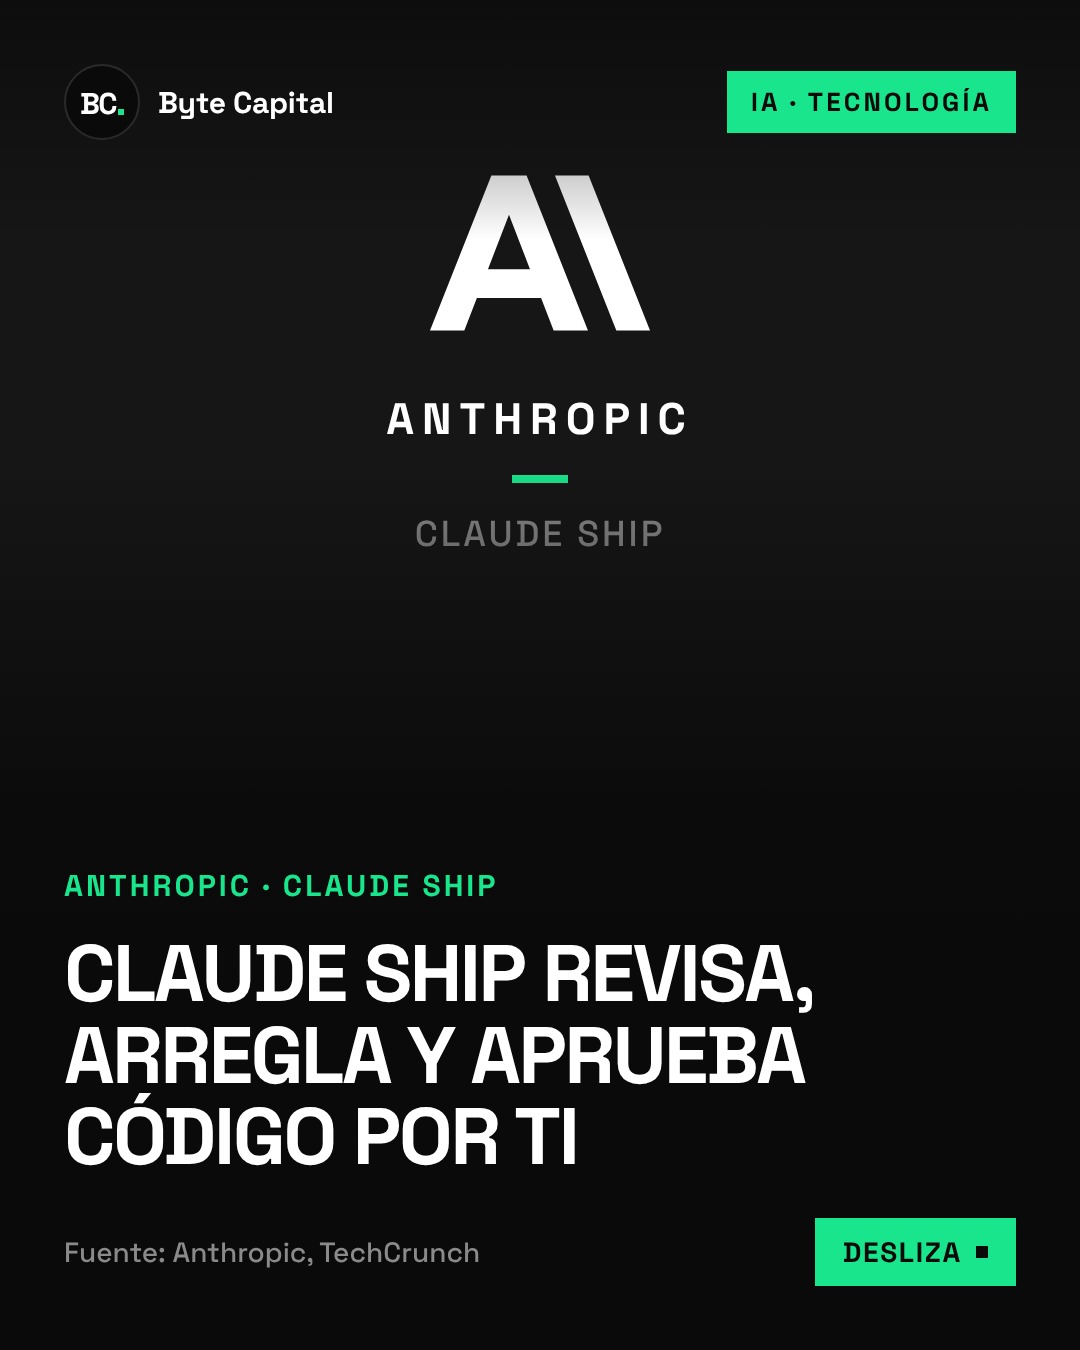 BC.
Byte Capital
IA · TECNOLOGÍA
A\
ANTHROPIC
CLAUDE SHIP
ANTHROPIC · CLAUDE SHIP
CLAUDE SHIP REVISA,
ARREGLA Y APRUEBA
CÓDIGO POR TI
Fuente: Anthropic, TechCrunch
DESLIZA